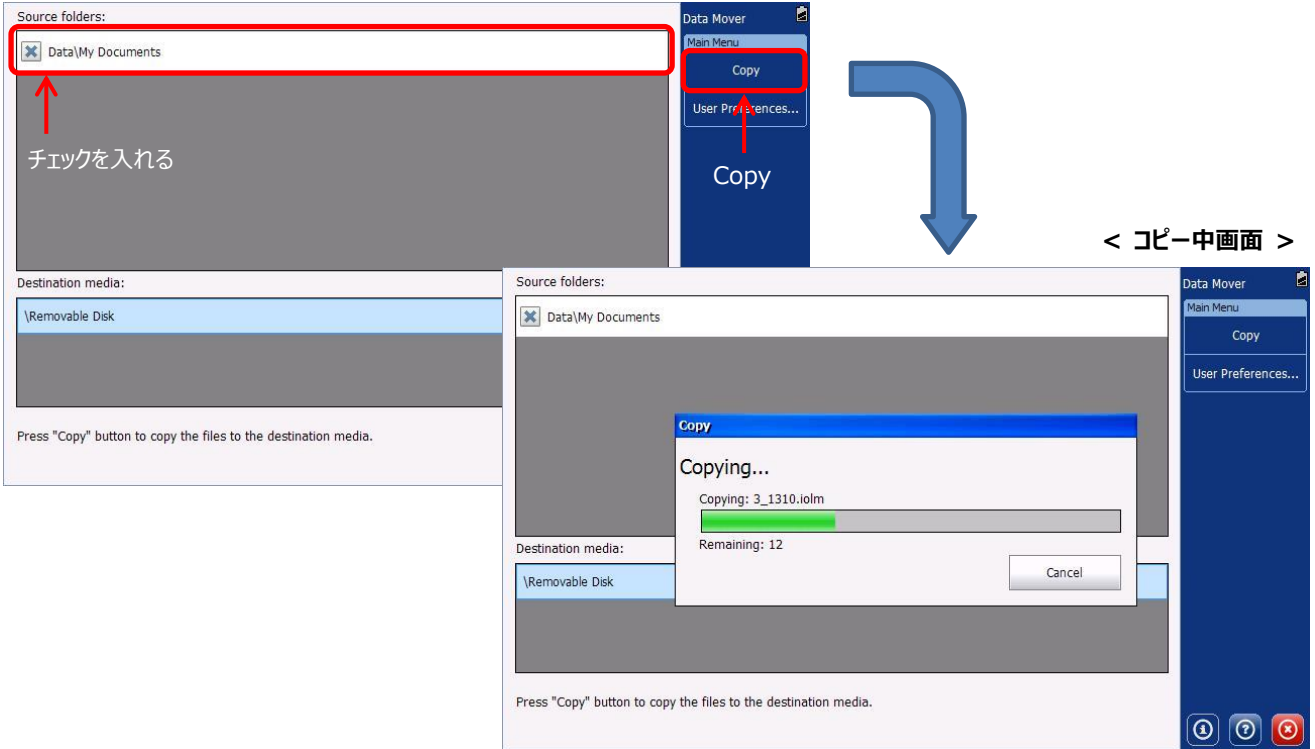 Source folders:
Data\My Documents
チェックを入れる
Destination media:
\Removable Disk
Press "Copy" button to copy the files to the destination media.
Data Mover
Main Menu
Copy
User Preferences...
Copy
< コピー中画面 >
Source folders:
Data\My Documents
Copy
Copying...
Copying: 3_1310.iolm
Remaining: 12
Cancel
Destination media:
\Removable Disk
Press "Copy" button to copy the files to the destination media.
Data Mover
Main Menu
Copy
User Preferences...